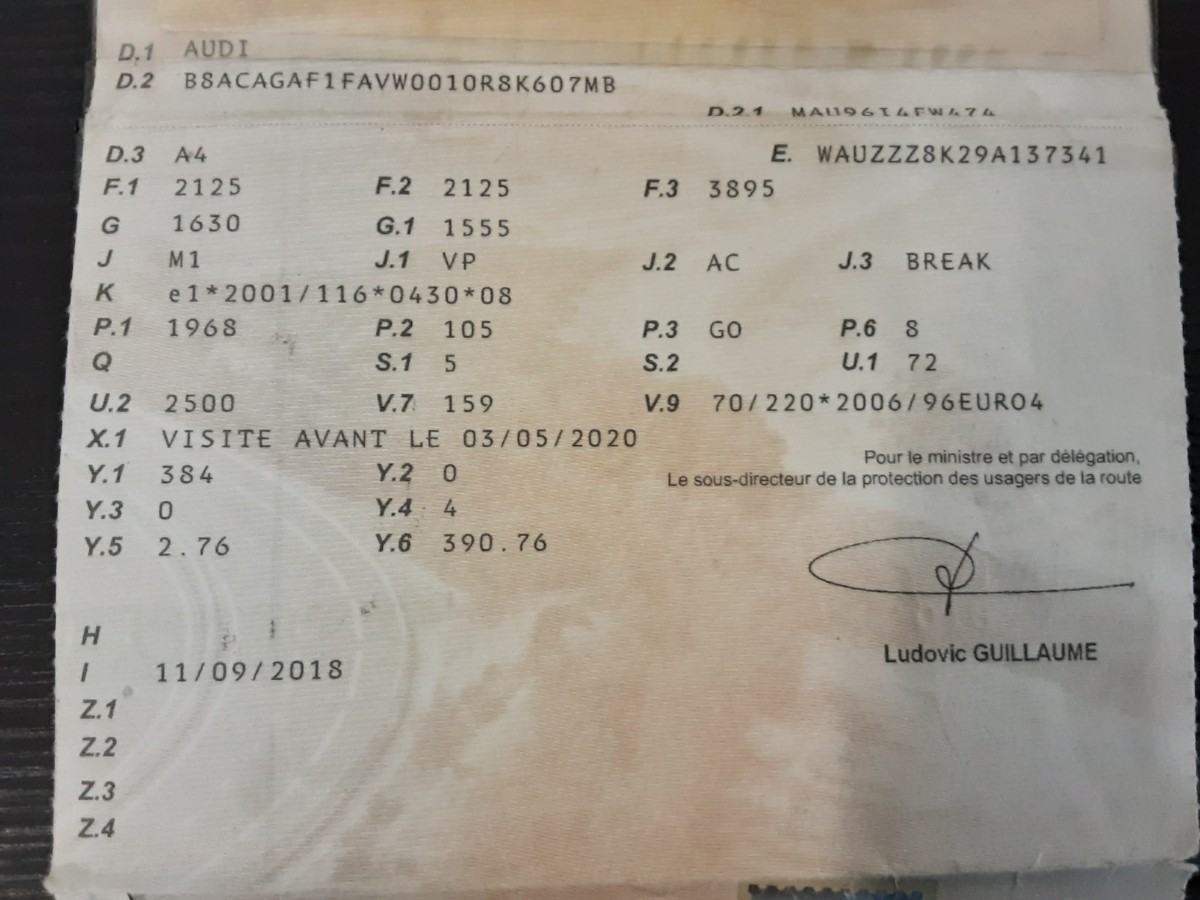 D.1 AUDI
D.2 B8ACAGAF1FAVW0010R8K607MB
D.2.1
D.3 A4 E. WAUZZZ8K29A137341
F.1 2125 F.2 2125 F.3 3895
G 1630 G.1 1555
J M1 J.1 VP J.2 AC J.3 BREAK
K e1*2001/116*0430*08
P.1 1968 P.2 105 P.3 GO P.6 8
Q S.1 5 S.2 U.1 72
U.2 2500 V.7 159 V.9 70/220*2006/96EURO4
X.1 VISITE AVANT LE 03/05/2020
Pour le ministre et par délégation,
Le sous-directeur de la protection des usagers de la route
Y.1 384 Y.2 0
Y.3 0 Y.4 4
Y.5 2.76 Y.6 390.76
H
Ludovic GUILLAUME
I 11/09/2018
Z.1
Z.2
Z.3
Z.4